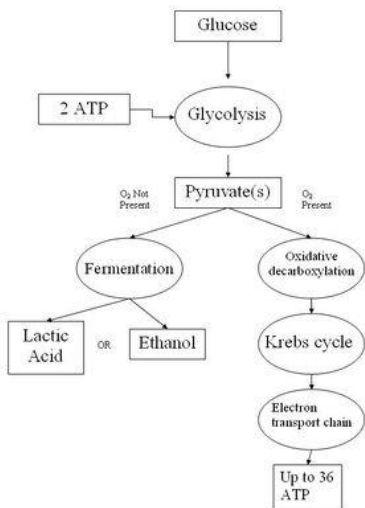 Glucose
2 ATP
Glycolysis
O₂ Not
Present
Pyruvate(s)
O₂
Present
Fermentation
Oxidative
decarboxylation
Lactic
Acid
OR
Ethanol
Krebs cycle
Electron
transport chain
Up to 36
ATP